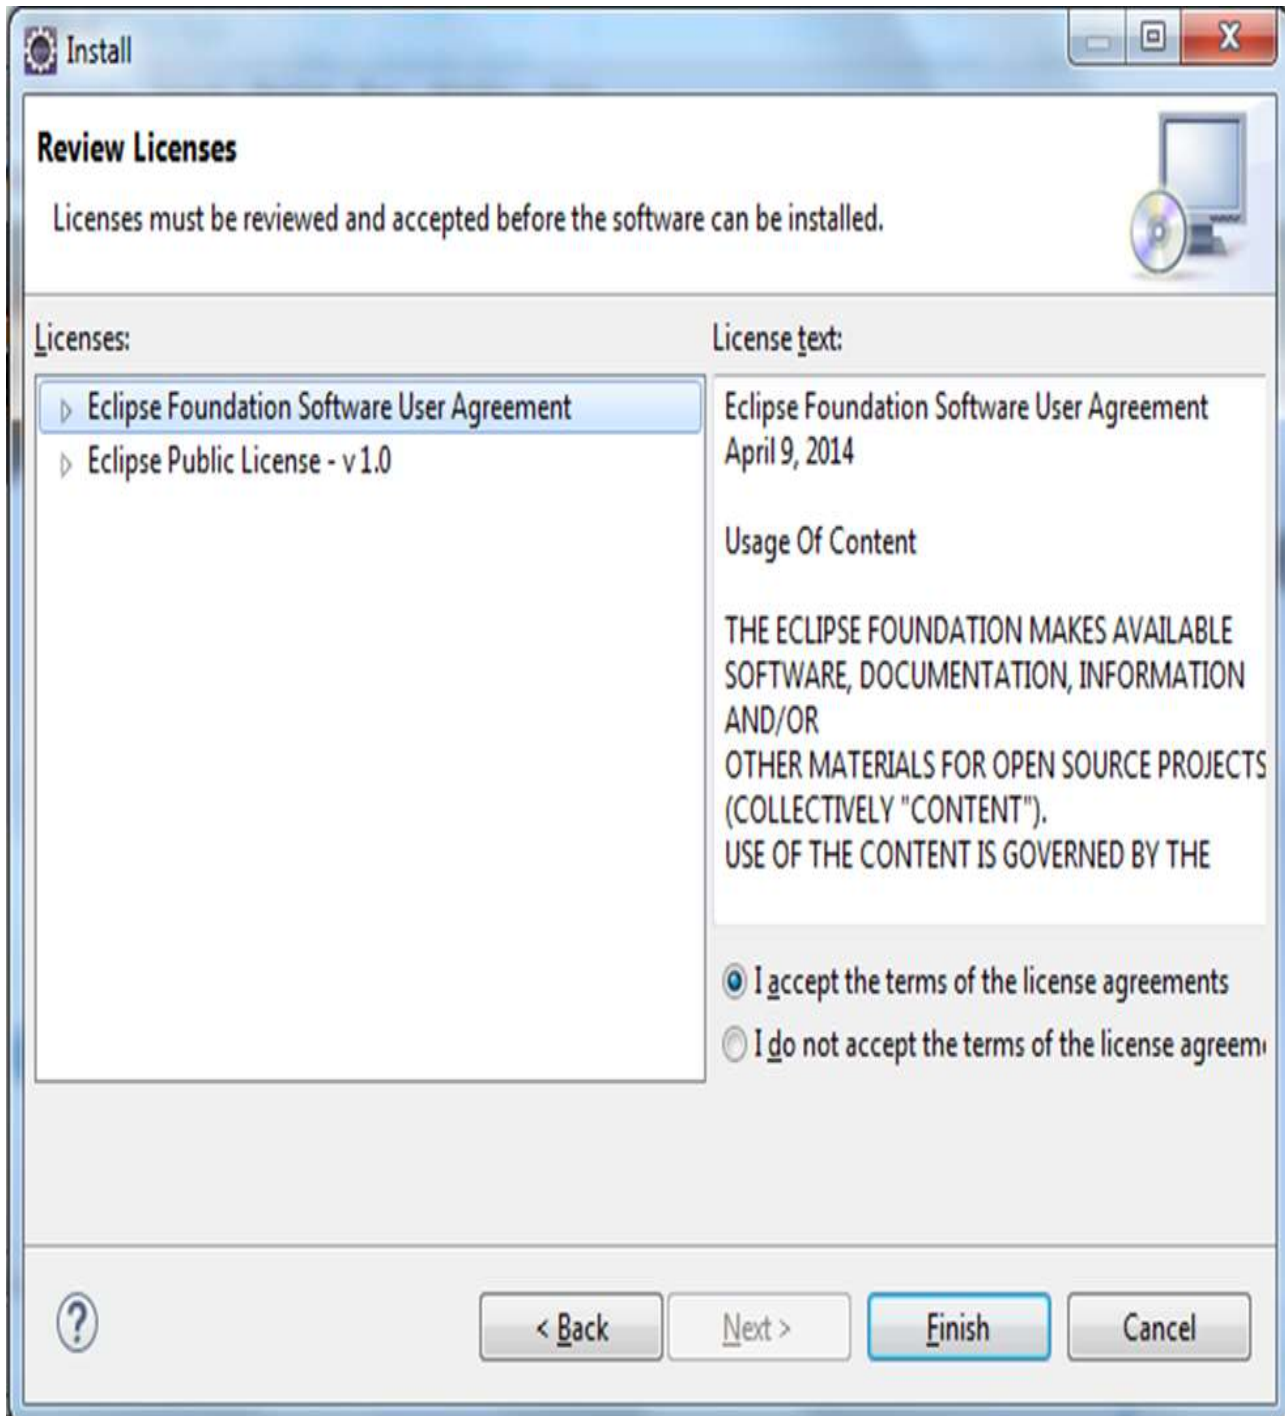 Install
Review Licenses
Licenses must be reviewed and accepted before the software can be installed.
Licenses:
Eclipse Foundation Software User Agreement
Eclipse Public License - v 1.0
License text:
Eclipse Foundation Software User Agreement
April 9, 2014
Usage Of Content
THE ECLIPSE FOUNDATION MAKES AVAILABLE
SOFTWARE, DOCUMENTATION, INFORMATION
AND/OR
OTHER MATERIALS FOR OPEN SOURCE PROJECTS
(COLLECTIVELY "CONTENT").
USE OF THE CONTENT IS GOVERNED BY THE
I accept the terms of the license agreements
I do not accept the terms of the license agreem
< Back
Next >
Finish
Cancel